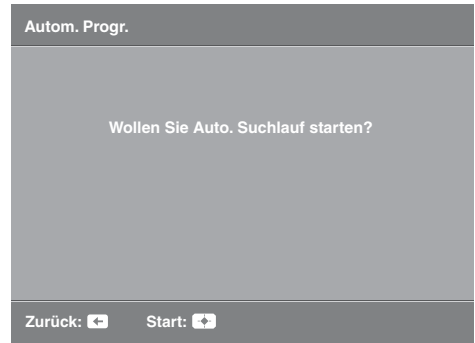 Autom. Progr.
Wollen Sie Auto. Suchlauf starten?
Zurück: Start: